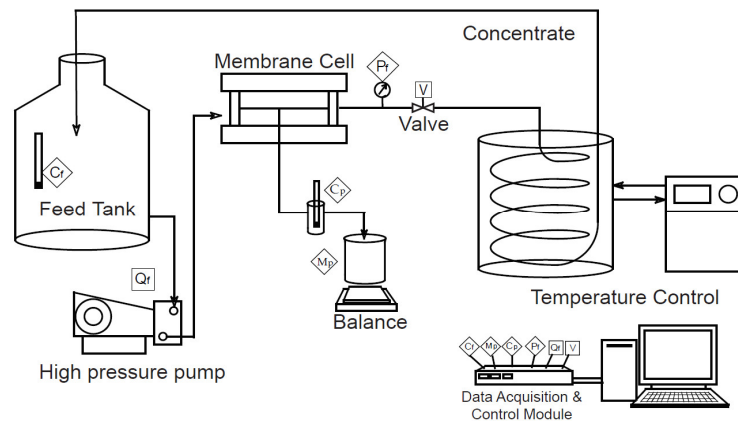 Concentrate
Membrane Cell
Pf
V
Valve
Cf
Feed Tank
Cp
Qf
Mp
Temperature Control
Balance
High pressure pump
Cf
Mp
Cp
Pf
Qf
V
Data Acquisition &
Control Module